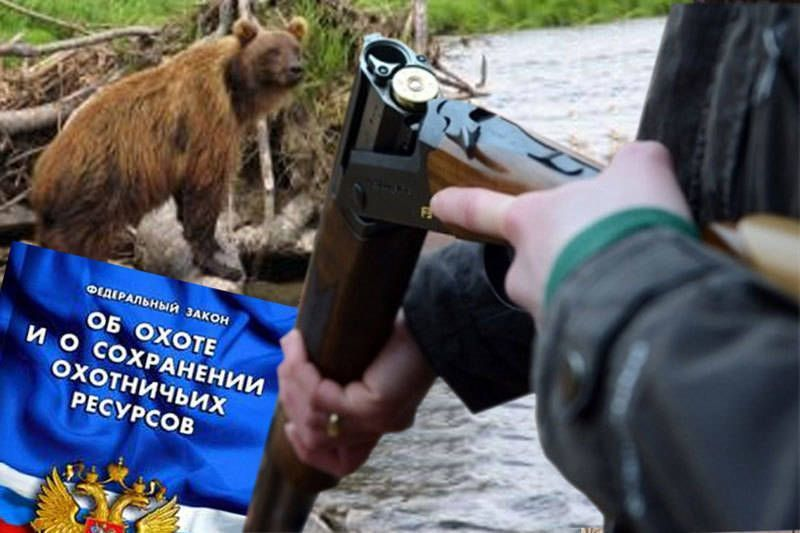 ФЕДЕРАЛЬНЫЙ ЗАКОН
ОБ ОХОТЕ
И О СОХРАНЕНИИ
ОХОТНИЧЬИХ
РЕСУРСОВ